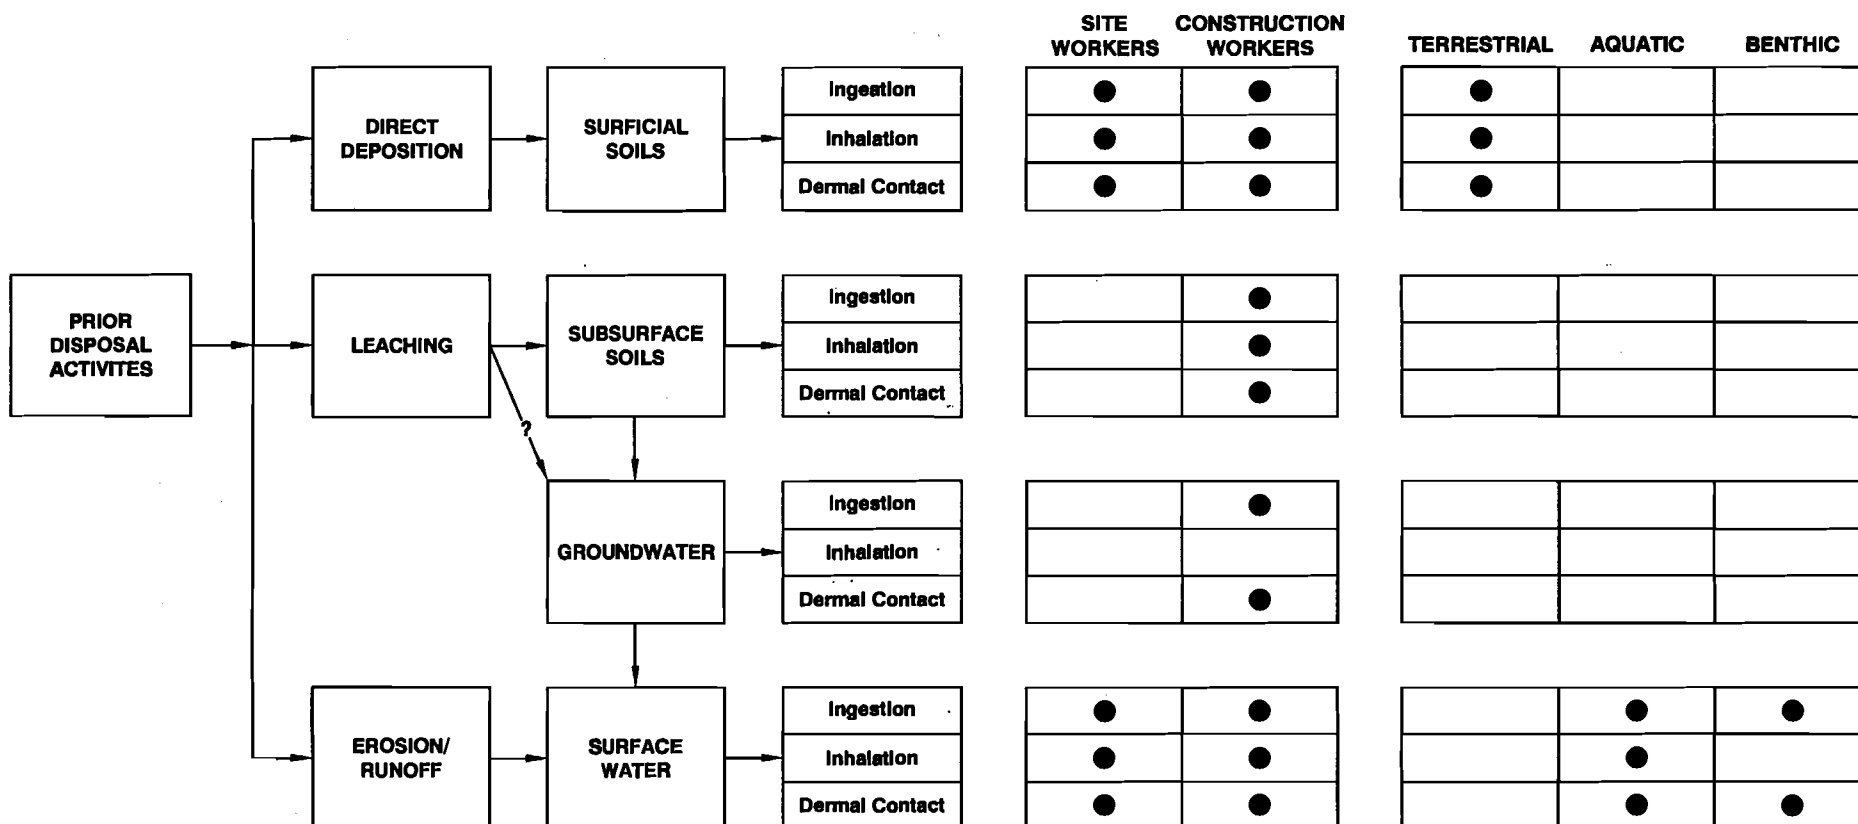 SITE
WORKERS
CONSTRUCTION
WORKERS
TERRESTRIAL
AQUATIC
BENTHIC
DIRECT
DEPOSITION
SURFICIAL
SOILS
Ingestion
Inhalation
Dermal Contact
PRIOR
DISPOSAL
ACTIVITES
LEACHING
SUBSURFACE
SOILS
Ingestion
Inhalation
Dermal Contact
?
GROUNDWATER
Ingestion
Inhalation
Dermal Contact
EROSION/
RUNOFF
SURFACE
WATER
Ingestion
Inhalation
Dermal Contact